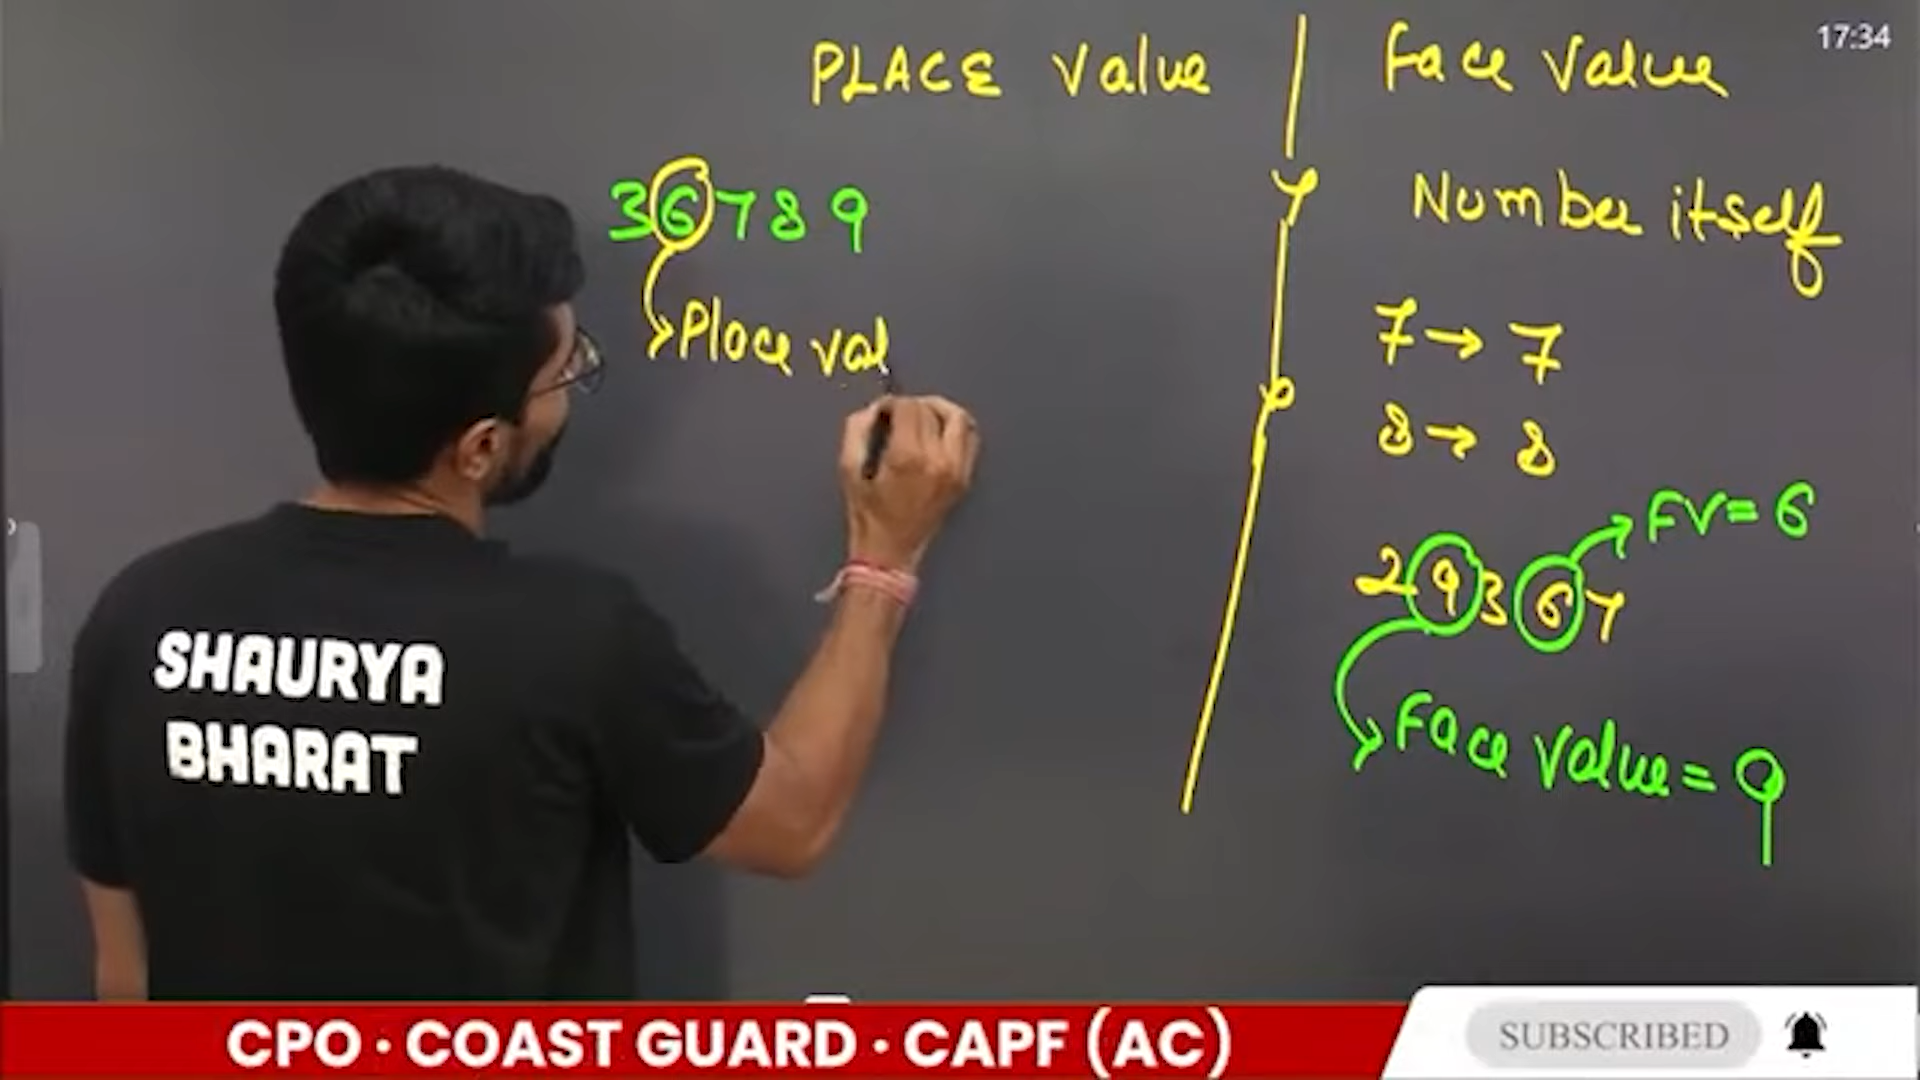 17:34
PLACE Value
Face Value
36789
Place val
Number itself
7→7
8→8
FV=6
29367
Face Value=9
SHAURYA
BHARAT
CPO · COAST GUARD · CAPF (AC)
SUBSCRIBED